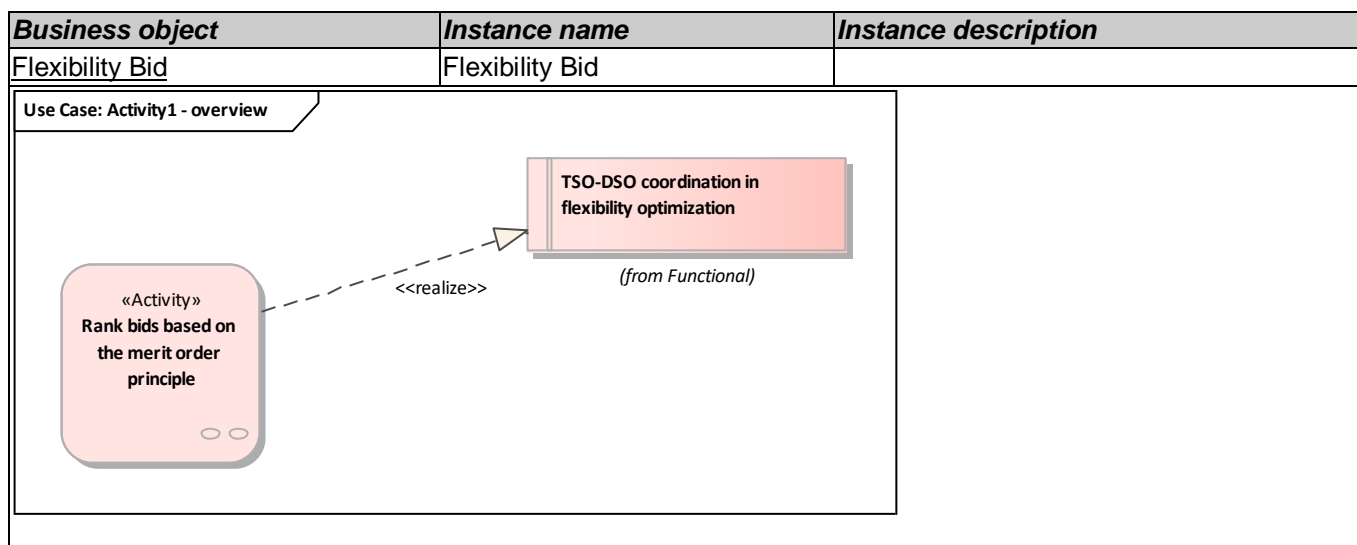 Business object Instance name Instance description
Flexibility Bid Flexibility Bid
Use Case: Activity1 - overview
TSO-DSO coordination in
flexibility optimization
(from Functional)
<<realize>>
«Activity»
Rank bids based on
the merit order
principle